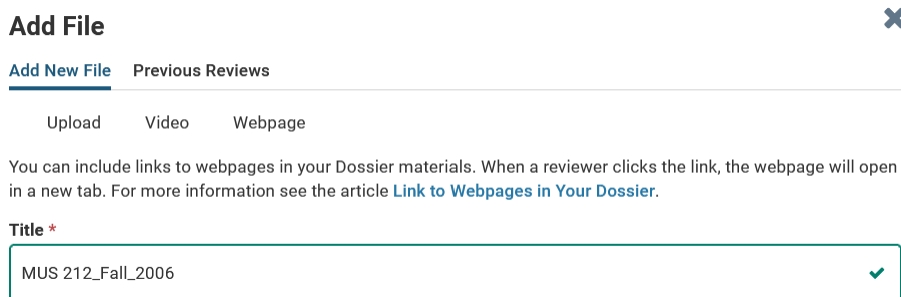 Add File
Add New File Previous Reviews
Upload Video Webpage
You can include links to webpages in your Dossier materials. When a reviewer clicks the link, the webpage will open
in a new tab. For more information see the article Link to Webpages in Your Dossier.
Title *
MUS 212_Fall_2006